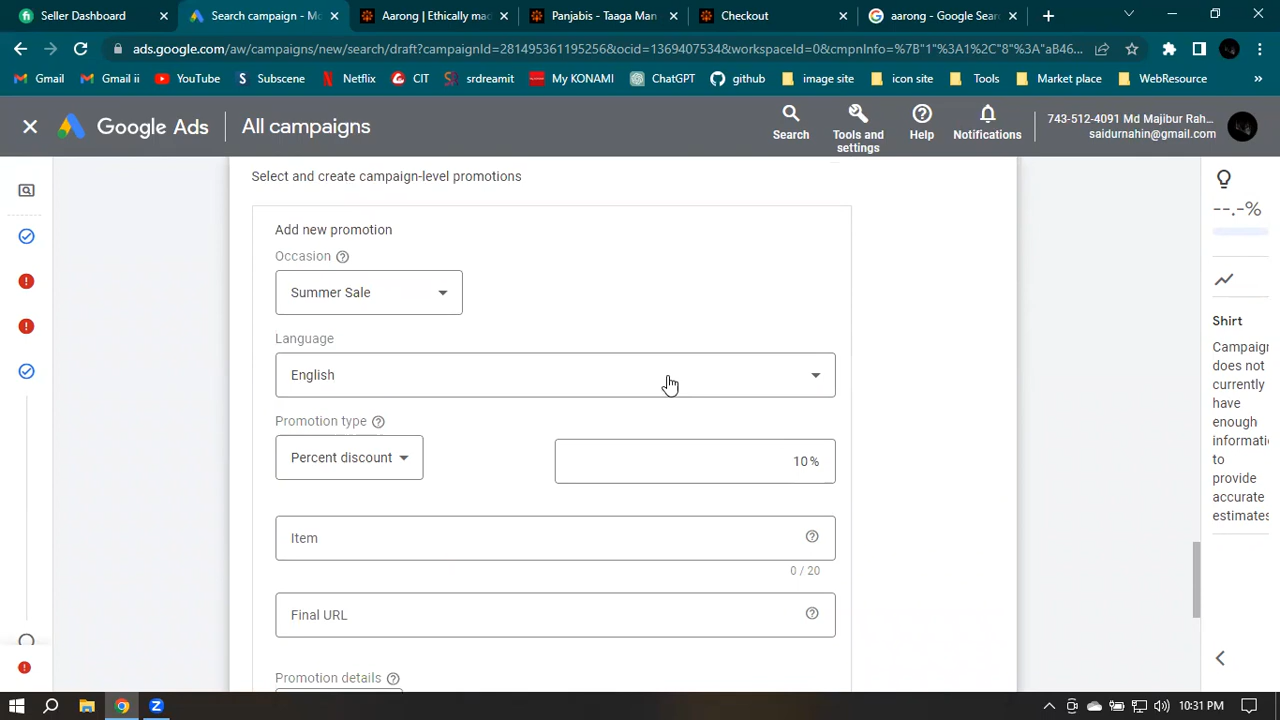 Seller Dashboard
Search campaign - Mo
Aarong | Ethically mad
Panjabis - Taaga Man
Checkout
aarong - Google Sear
ads.google.com/aw/campaigns/new/search/draft?campaignId=281495361195256&ocid=1369407534&workspaceId=0&cmpnInfo=%7B"1"%3A1%2C"8"%3A"aB46...
Gmail
Gmail ii
YouTube
Subscene
Netflix
CIT
srdreamit
My KONAMI
ChatGPT
github
image site
icon site
Tools
Market place
WebResource
»
Google Ads
All campaigns
Search
Tools and settings
Help
Notifications
743-512-4091 Md Majibur Rah...
saidurnahin@gmail.com
Select and create campaign-level promotions
Add new promotion
Occasion
Summer Sale
Language
English
Promotion type
Percent discount
10%
Item
0 / 20
Final URL
Promotion details
--.-%
Shirt
Campaign
does not
currently
have
enough
informati
to
provide
accurate
estimates
10:31 PM